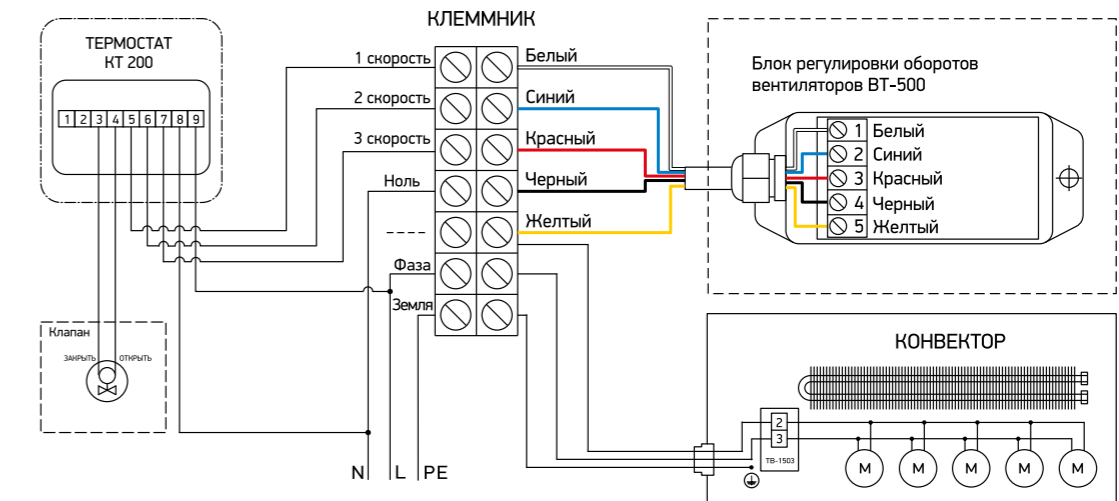 КЛЕММНИК
ТЕРМОСТАТ
КТ 200
1 2 3 4 5 6 7 8 9
1 скорость
2 скорость
3 скорость
Ноль
----
Фаза
Земля
Белый
Синий
Красный
Черный
Желтый
Блок регулировки оборотов
вентиляторов ВТ-500
1 Белый
2 Синий
3 Красный
4 Черный
5 Желтый
Клапан
ЗАКРЫТЬ
ОТКРЫТЬ
N L PE
КОНВЕКТОР
2
3
ТВ-1503
М М М М М